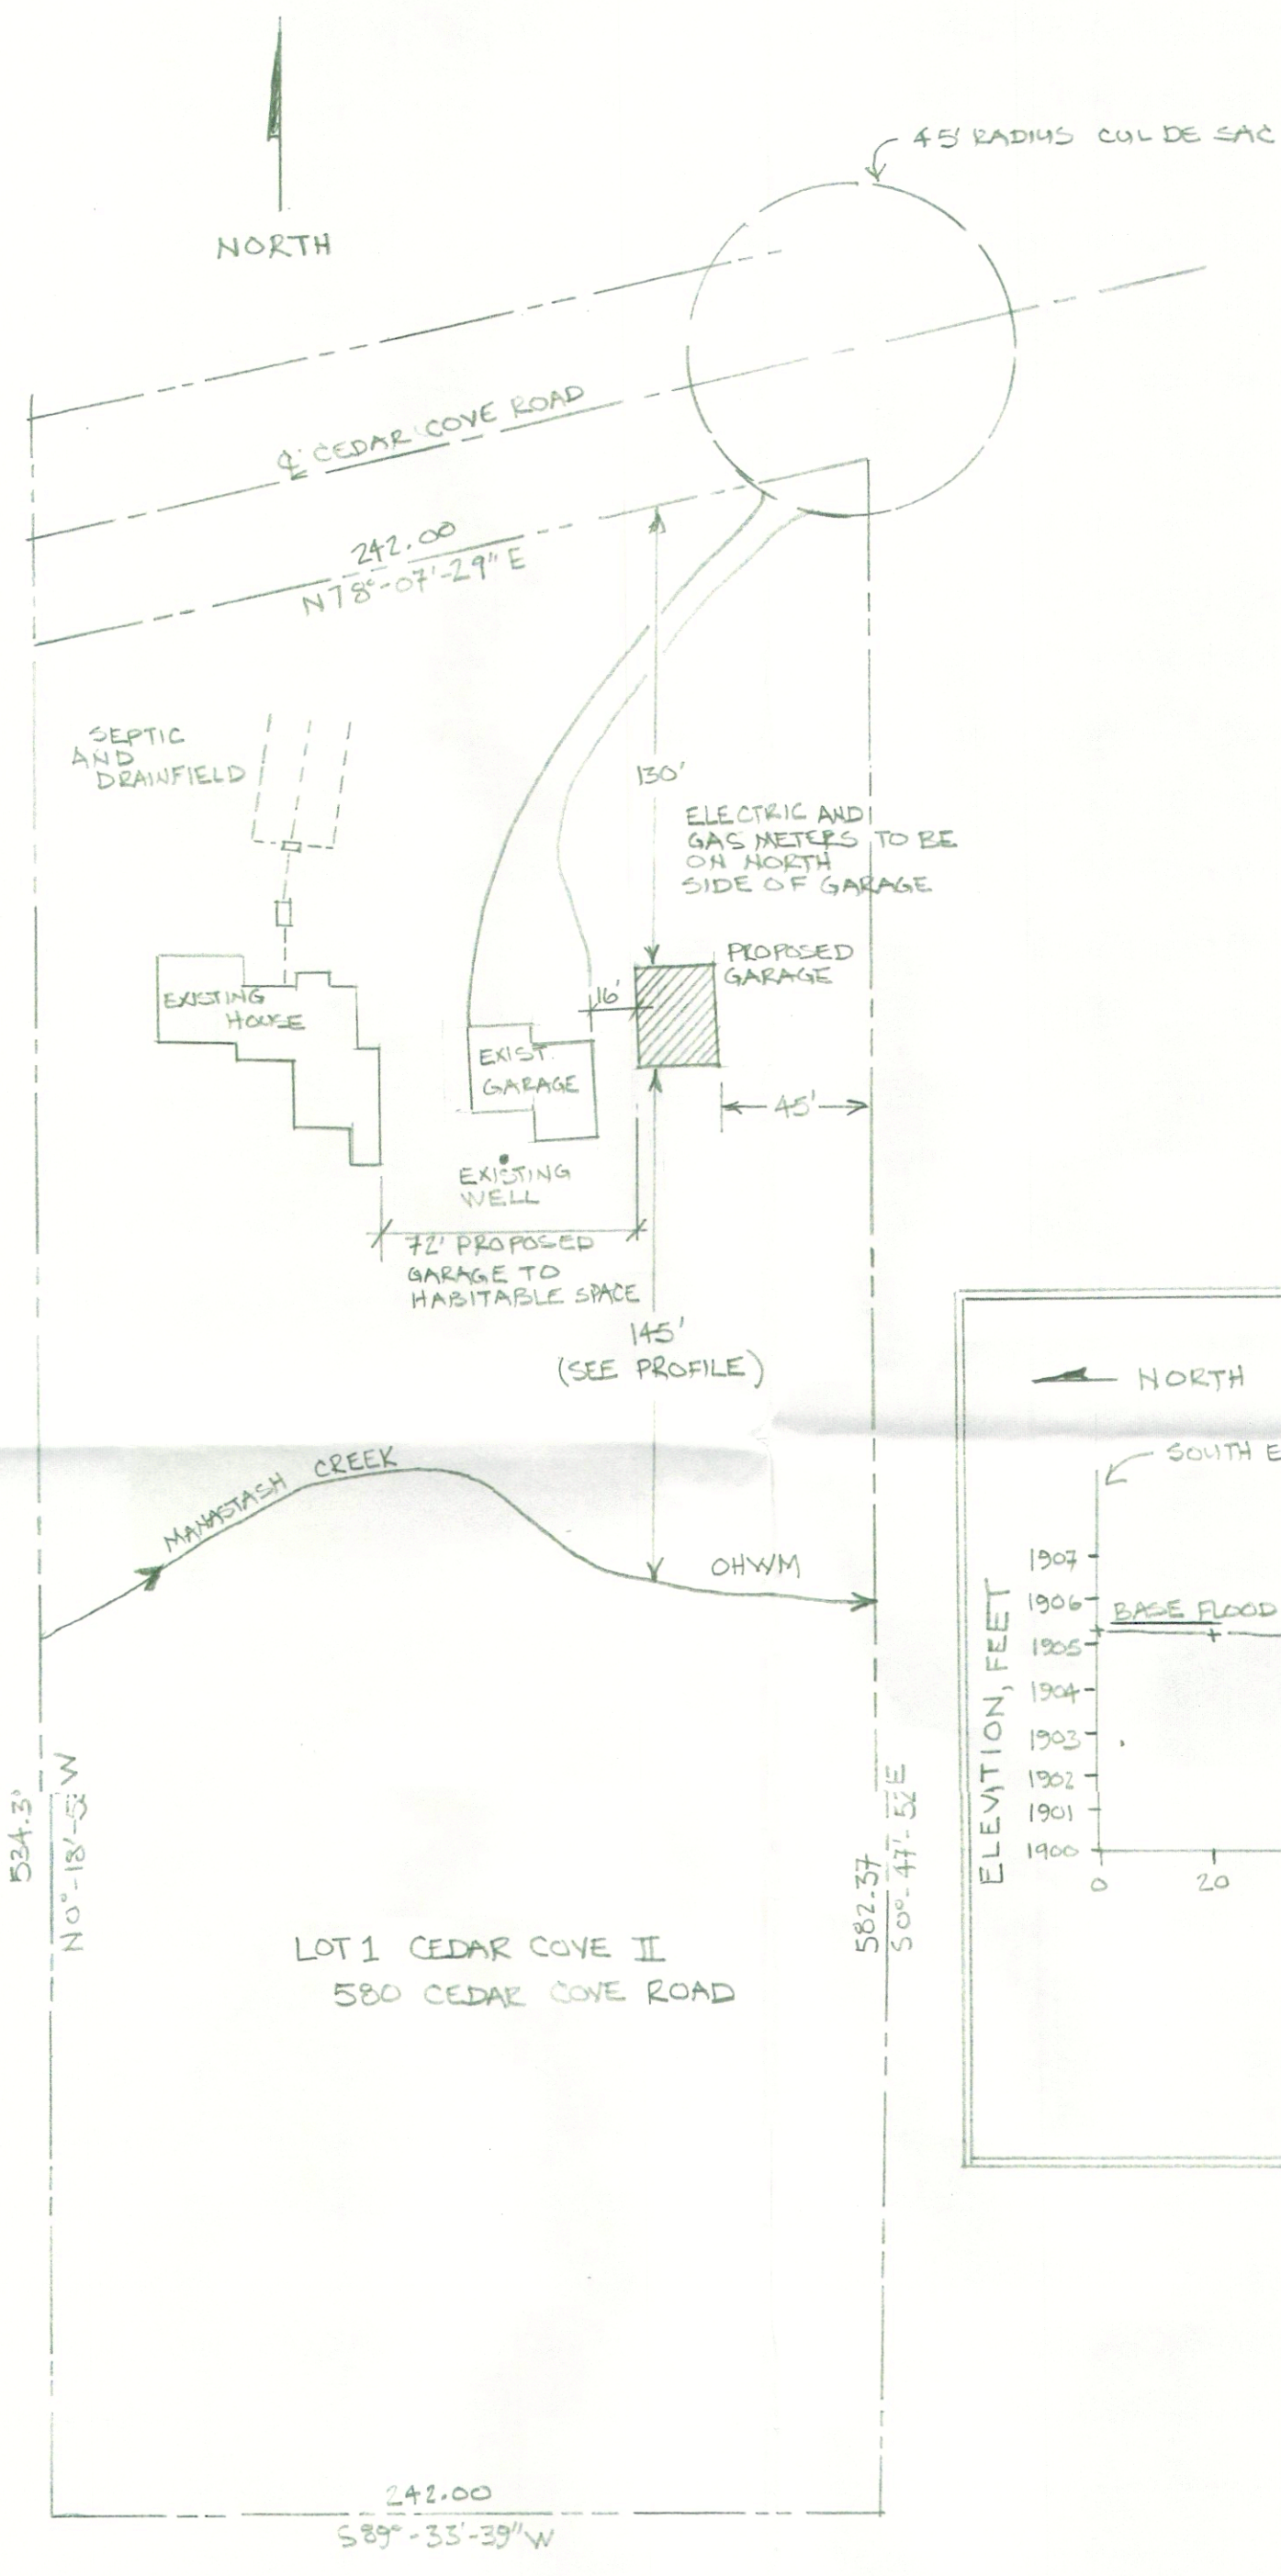 45' RADIUS CUL DE SAC
NORTH
℄ CEDAR COVE ROAD
242.00
N78°-07'-29" E
SEPTIC
AND
DRAINFIELD
130'
ELECTRIC AND
GAS METERS TO BE
ON NORTH
SIDE OF GARAGE
PROPOSED
GARAGE
EXISTING
HOUSE
16'
EXIST.
GARAGE
45'
EXISTING
WELL
72' PROPOSED
GARAGE TO
HABITABLE SPACE
145'
(SEE PROFILE)
MANASTASH CREEK
OHWM
534.3'
N0°-18'-52" W
582.37
S0°-47'-52" E
LOT 1 CEDAR COVE II
580 CEDAR COVE ROAD
242.00
S89°-33'-39" W
NORTH
SOUTH E
ELEVATION, FEET
1907
1906
BASE FLOOD
1905
1904
1903
1902
1901
1900
0 20